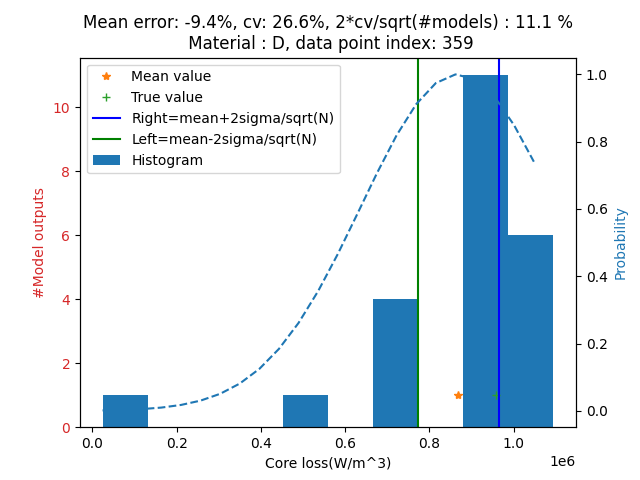 Mean error: -9.4%, cv: 26.6%, 2*cv/sqrt(#models) : 11.1 %
Material : D, data point index: 359
Mean value
True value
Right=mean+2sigma/sqrt(N)
Left=mean-2sigma/sqrt(N)
Histogram
#Model outputs
10
8
6
4
2
0
1.0
0.8
0.6
0.4
0.2
0.0
Probability
0.0 0.2 0.4 0.6 0.8 1.0
1e6
Core loss(W/m^3)